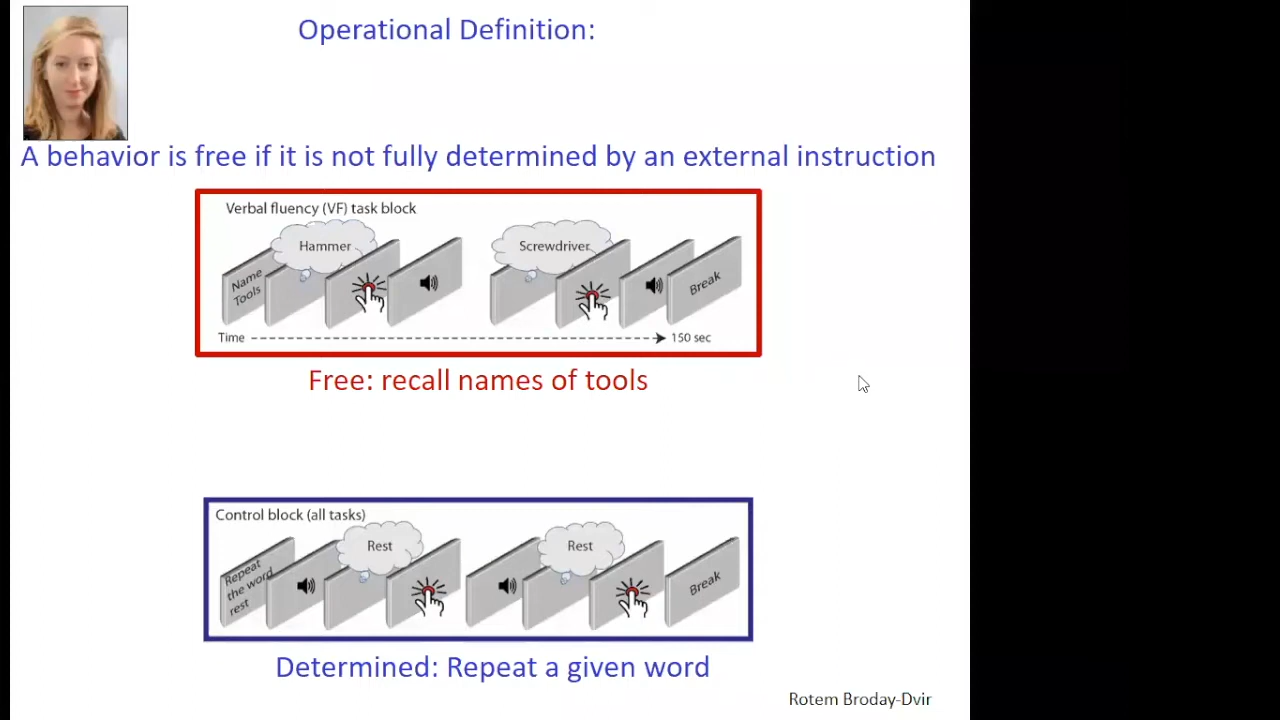 Operational Definition:
A behavior is free if it is not fully determined by an external instruction
Verbal fluency (VF) task block
Hammer
Screwdriver
Name
Tools
Break
Time
150 sec
Free: recall names of tools
Control block (all tasks)
Rest
Rest
Repeat
the word
rest
Break
Determined: Repeat a given word
Rotem Broday-Dvir